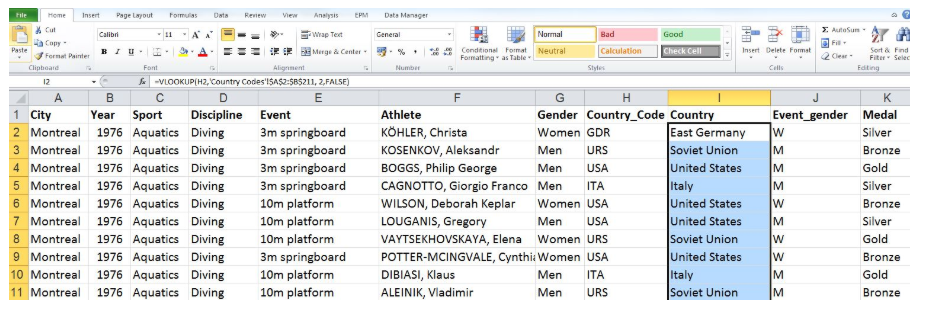 File Home Insert Page Layout Formulas Data Review View Analysis EPM Data Manager
Cut
Copy
Format Painter
Paste
Clipboard
Calibri 11 A A
B I U A
Font
Wrap Text
Merge & Center
Alignment
General
$ % ,
Number
Conditional Formatting
Format as Table
Normal Bad Good
Neutral Calculation Check Cell
Styles
Insert Delete Format
Cells
Σ AutoSum
Fill
Clear
Sort & Filter
Find Selec
Editing
I2 fx =VLOOKUP(H2,'Country Codes'!$A$2:$B$211, 2,FALSE)
A B C D E F G H I J K
1 City Year Sport Discipline Event Athlete Gender Country_Code Country Event_gender Medal
2 Montreal 1976 Aquatics Diving 3m springboard KÖHLER, Christa Women GDR East Germany W Silver
3 Montreal 1976 Aquatics Diving 3m springboard KOSENKOV, Aleksandr Men URS Soviet Union M Bronze
4 Montreal 1976 Aquatics Diving 3m springboard BOGGS, Philip George Men USA United States M Gold
5 Montreal 1976 Aquatics Diving 3m springboard CAGNOTTO, Giorgio Franco Men ITA Italy M Silver
6 Montreal 1976 Aquatics Diving 10m platform WILSON, Deborah Keplar Women USA United States W Bronze
7 Montreal 1976 Aquatics Diving 10m platform LOUGANIS, Gregory Men USA United States M Silver
8 Montreal 1976 Aquatics Diving 10m platform VAYTSEKHOVSKAYA, Elena Women URS Soviet Union W Gold
9 Montreal 1976 Aquatics Diving 10m platform POTTER-MCINGVALE, Cynthi Women USA United States W Bronze
10 Montreal 1976 Aquatics Diving 10m platform DIBIASI, Klaus Men ITA Italy M Gold
11 Montreal 1976 Aquatics Diving 10m platform ALEINIK, Vladimir Men URS Soviet Union M Bronze